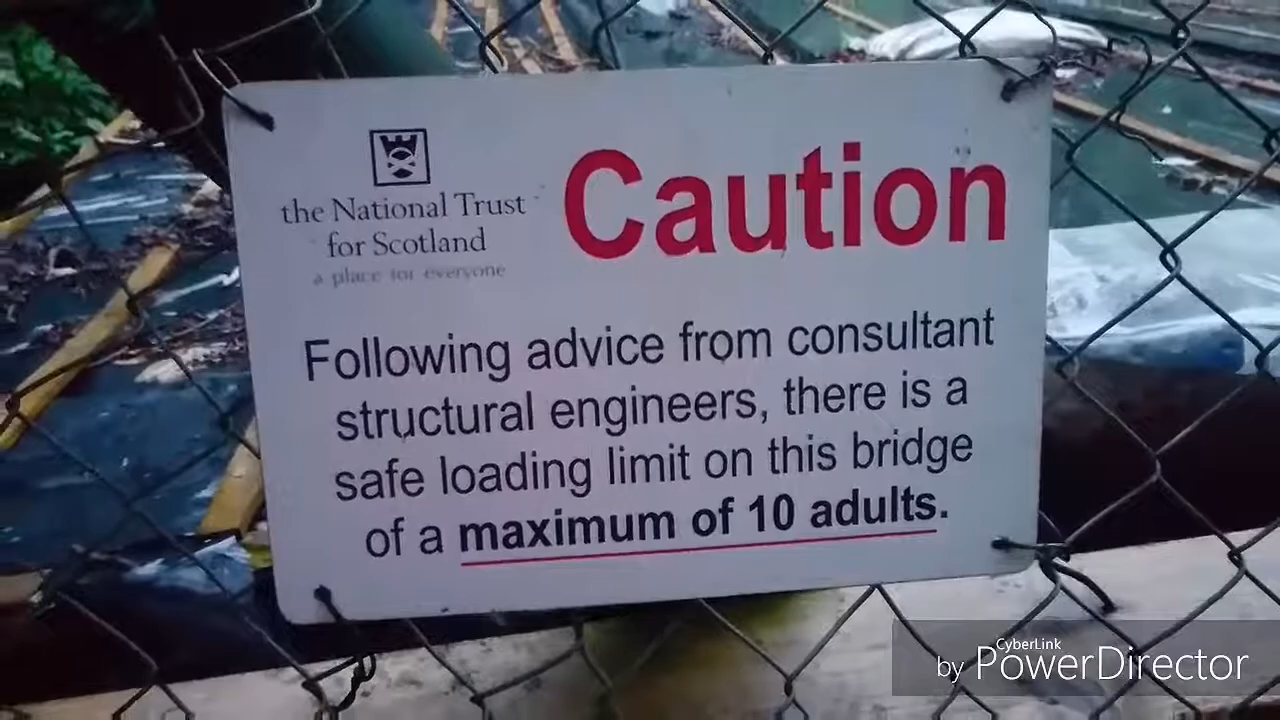 the National Trust
for Scotland
a place for everyone
Caution
Following advice from consultant
structural engineers, there is a
safe loading limit on this bridge
of a maximum of 10 adults.
CyberLink
by PowerDirector